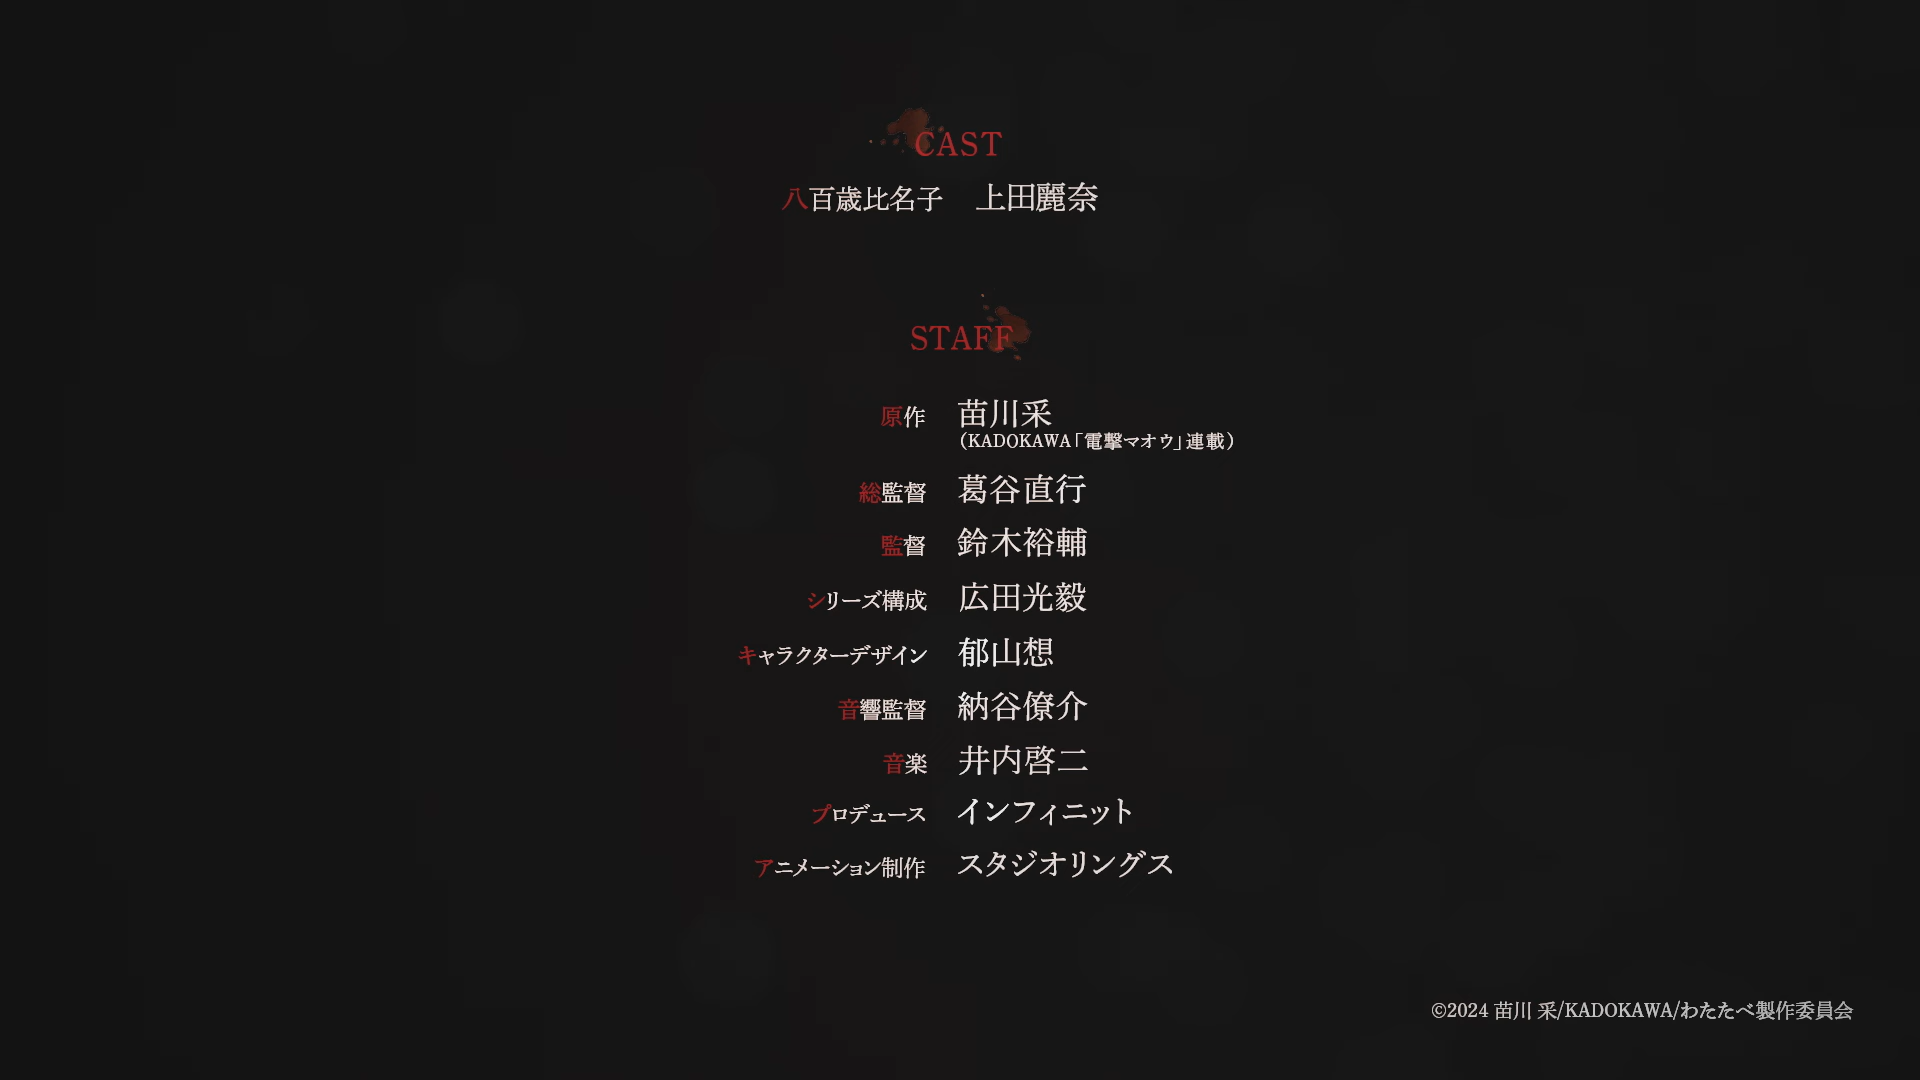 CAST
八百歳比名子　上田麗奈
STAFF
原作　苗川采
（KADOKAWA「電撃マオウ」連載）
総監督　葛谷直行
監督　鈴木裕輔
シリーズ構成　広田光毅
キャラクターデザイン　郁山想
音響監督　納谷僚介
音楽　井内啓二
プロデュース　インフィニット
アニメーション制作　スタジオリングス
©2024 苗川 采/KADOKAWA/わたたべ製作委員会